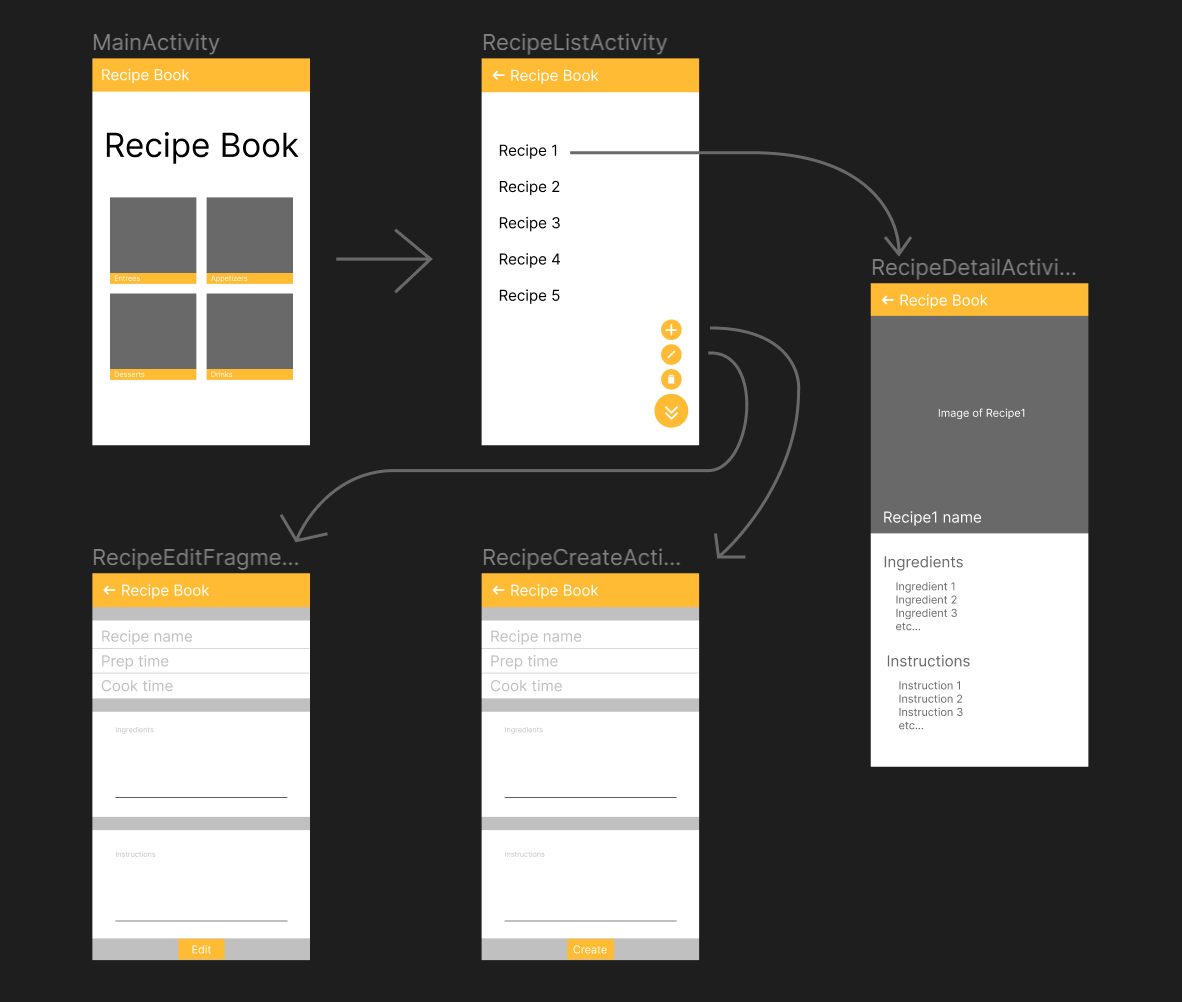 MainActivity
Recipe Book
Recipe Book
Entrees
Appetizers
Desserts
Drinks
RecipeListActivity
Recipe Book
Recipe 1
Recipe 2
Recipe 3
Recipe 4
Recipe 5
RecipeDetailActivi...
Recipe Book
Image of Recipe1
Recipe1 name
Ingredients
Ingredient 1
Ingredient 2
Ingredient 3
etc...
Instructions
Instruction 1
Instruction 2
Instruction 3
etc...
RecipeEditFragme...
Recipe Book
Recipe name
Prep time
Cook time
Ingredients
Instructions
Edit
RecipeCreateActi...
Recipe Book
Recipe name
Prep time
Cook time
Ingredients
Instructions
Create